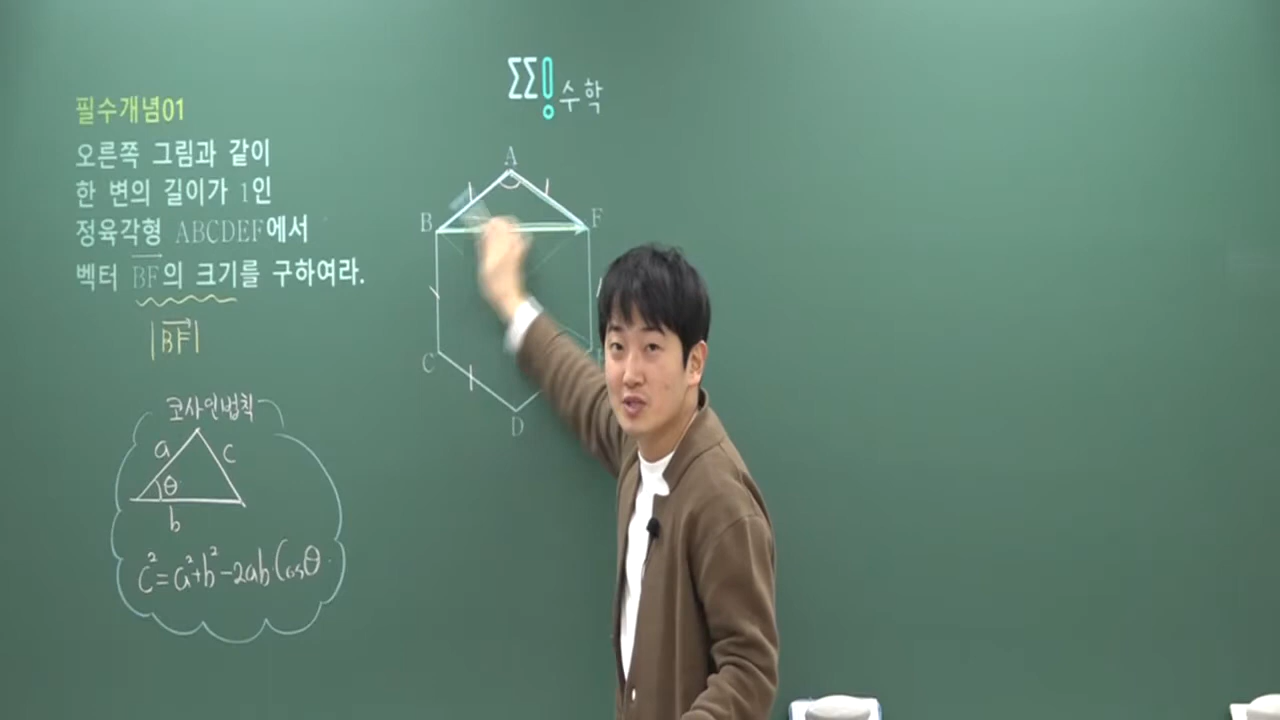 ΣΣ! 수학
필수개념01
오른쪽 그림과 같이
한 변의 길이가 1인
정육각형 ABCDEF에서
벡터 BF의 크기를 구하여라.
|BF|
A
B
F
C
D
코사인법칙
a
c
θ
b
c²=a²+b²-2ab Cosθ